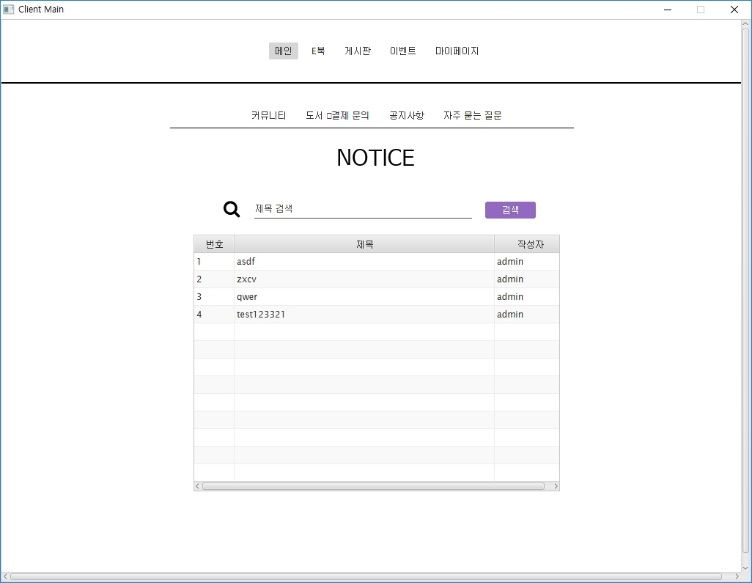 Client Main
메인 E북 게시판 이벤트 마이페이지
커뮤니티 도서 □결제 문의 공지사항 자주 묻는 질문
NOTICE
제목 검색 검색
번호 제목 작성자
1 asdf admin
2 zxcv admin
3 qwer admin
4 test123321 admin